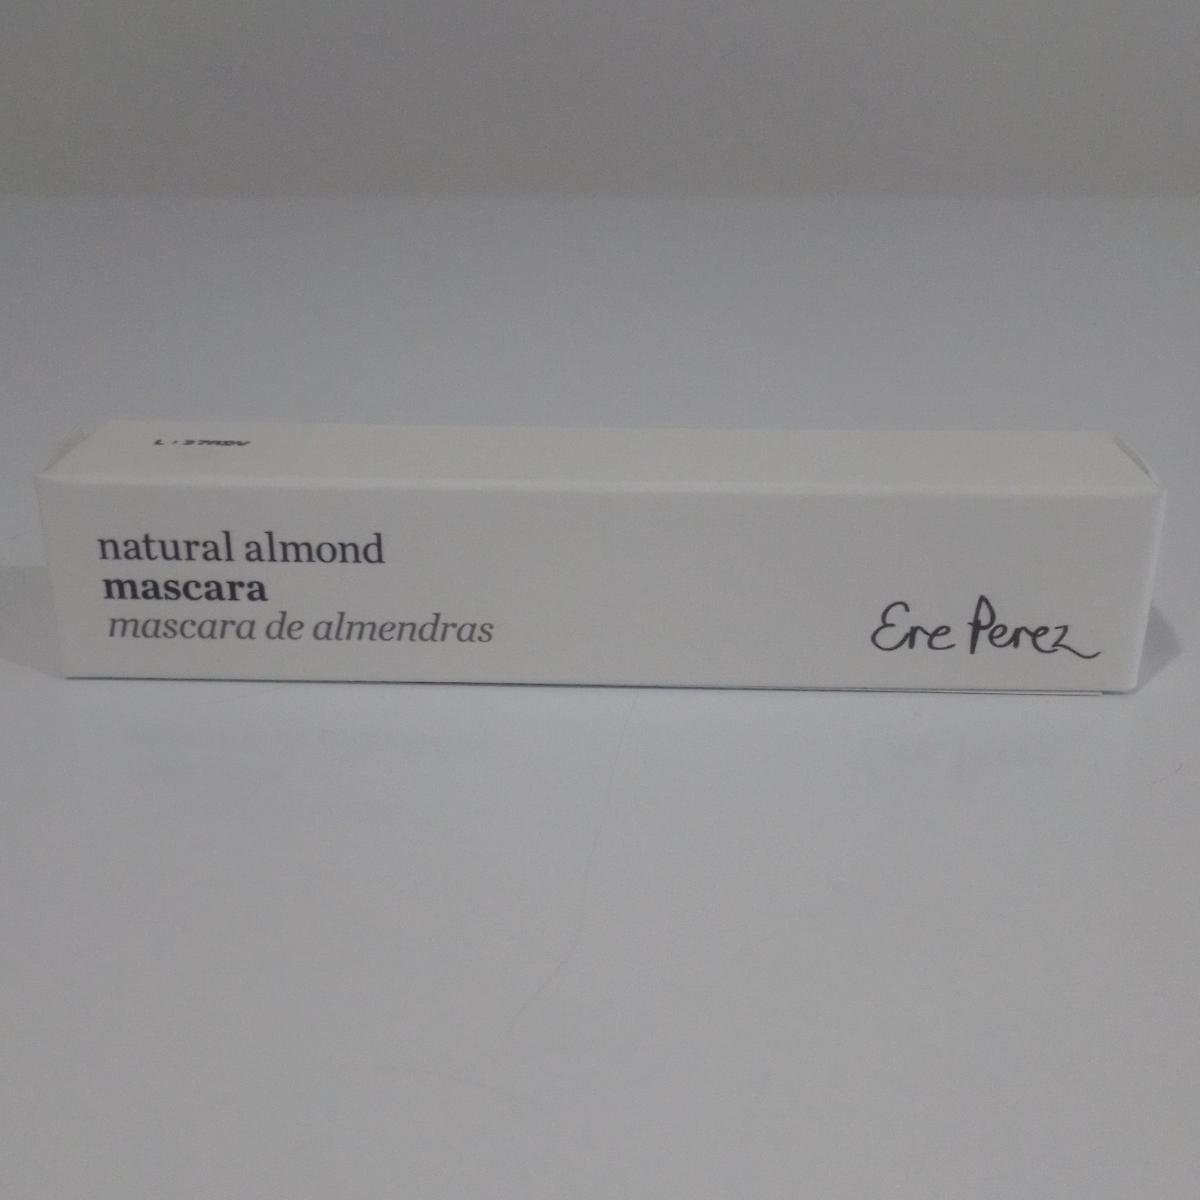 natural almond
mascara
mascara de almendras
Ere Perez